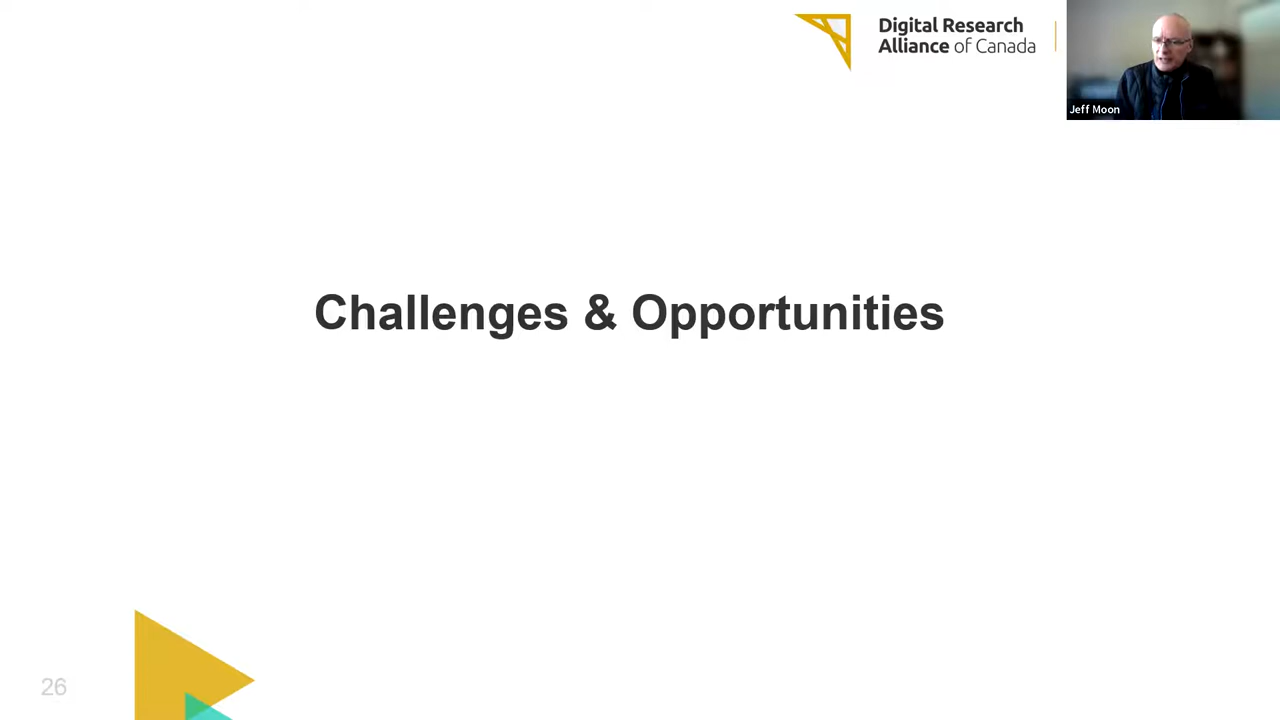 Digital Research
Alliance of Canada
Jeff Moon
Challenges & Opportunities
26